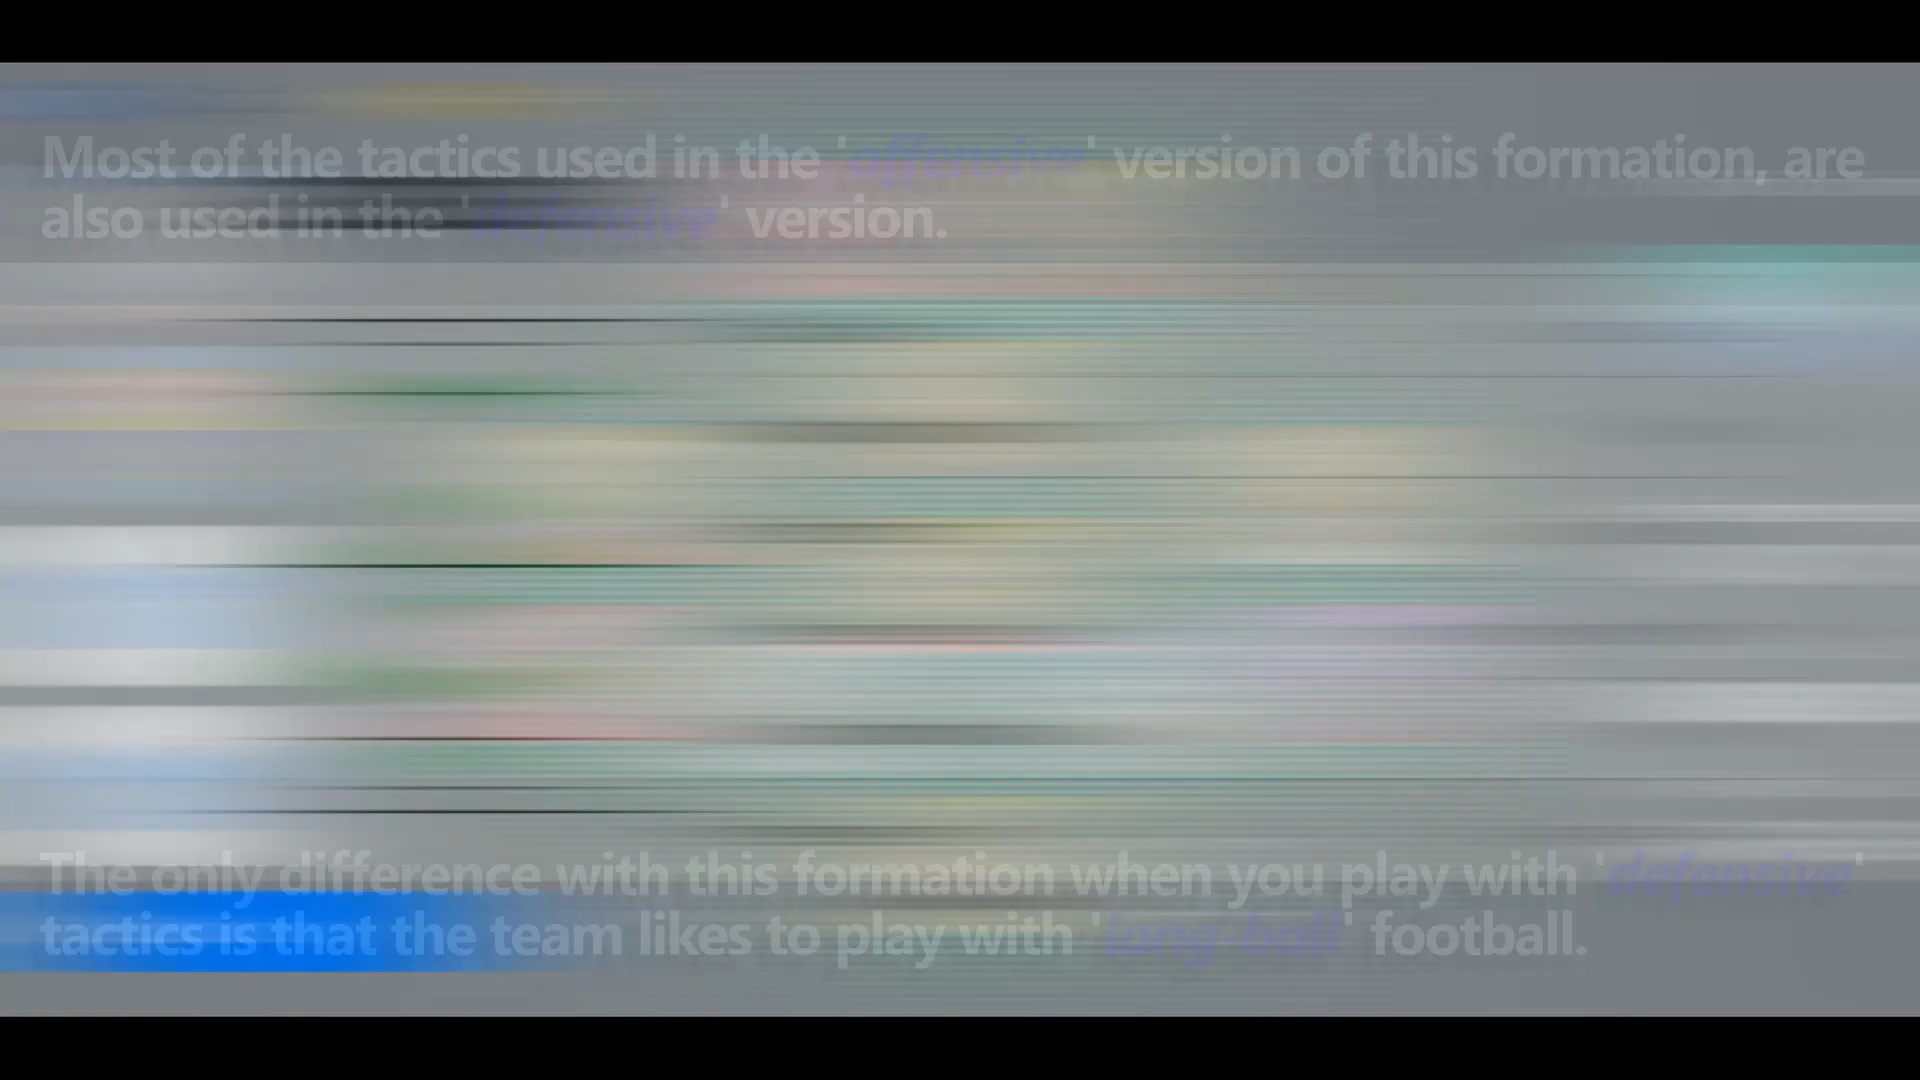 Most of the tactics used in the 'offensive' version of this formation, are
also used in the 'defensive' version.
The only difference with this formation when you play with 'defensive'
tactics is that the team likes to play with 'long-ball' football.